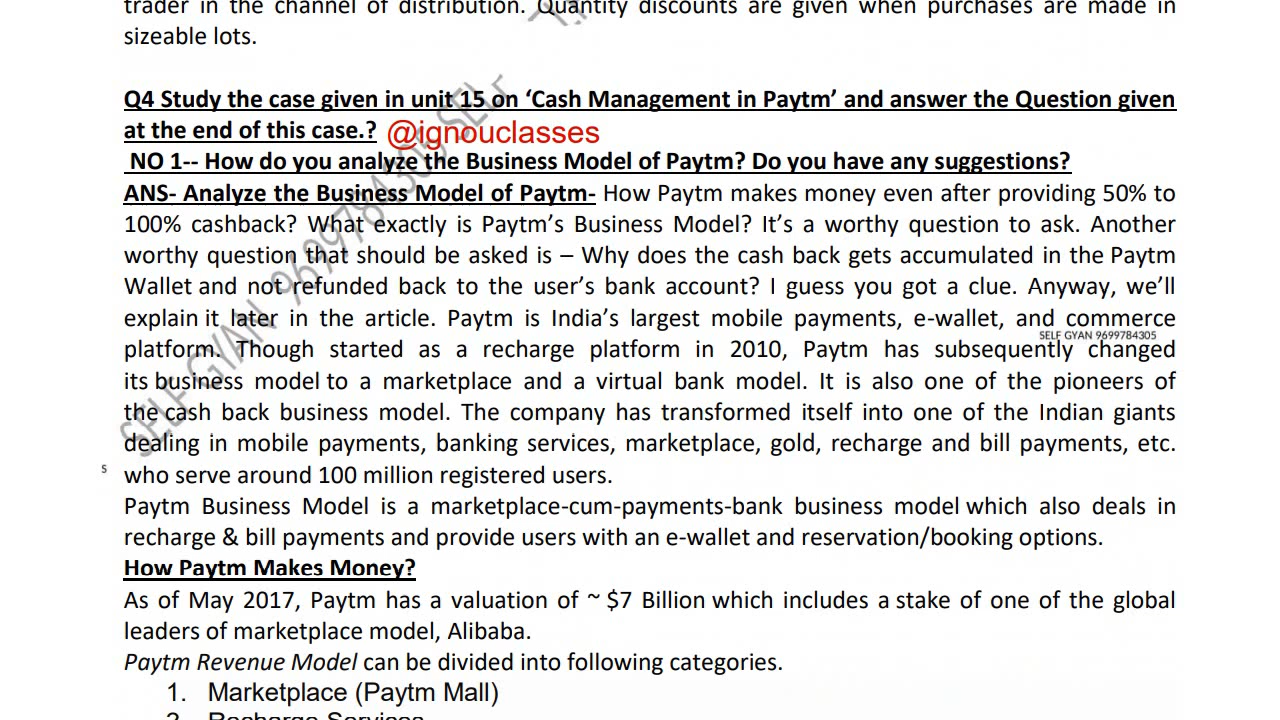 trader in the channel of distribution. Quantity discounts are given when purchases are made in
sizeable lots.
Q4 Study the case given in unit 15 on ‘Cash Management in Paytm’ and answer the Question given
at the end of this case.? @ignouclasses
NO 1-- How do you analyze the Business Model of Paytm? Do you have any suggestions?
ANS- Analyze the Business Model of Paytm- How Paytm makes money even after providing 50% to
100% cashback? What exactly is Paytm’s Business Model? It’s a worthy question to ask. Another
worthy question that should be asked is – Why does the cash back gets accumulated in the Paytm
Wallet and not refunded back to the user’s bank account? I guess you got a clue. Anyway, we’ll
explain it later in the article. Paytm is India’s largest mobile payments, e-wallet, and commerce
SELF GYAN 9699784305
platform. Though started as a recharge platform in 2010, Paytm has subsequently changed
its business model to a marketplace and a virtual bank model. It is also one of the pioneers of
the cash back business model. The company has transformed itself into one of the Indian giants
dealing in mobile payments, banking services, marketplace, gold, recharge and bill payments, etc.
s who serve around 100 million registered users.
Paytm Business Model is a marketplace-cum-payments-bank business model which also deals in
recharge & bill payments and provide users with an e-wallet and reservation/booking options.
How Paytm Makes Money?
As of May 2017, Paytm has a valuation of ~ $7 Billion which includes a stake of one of the global
leaders of marketplace model, Alibaba.
Paytm Revenue Model can be divided into following categories.
1. Marketplace (Paytm Mall)
2. Recharge Services
SELF GYAN 9699784305 SELF